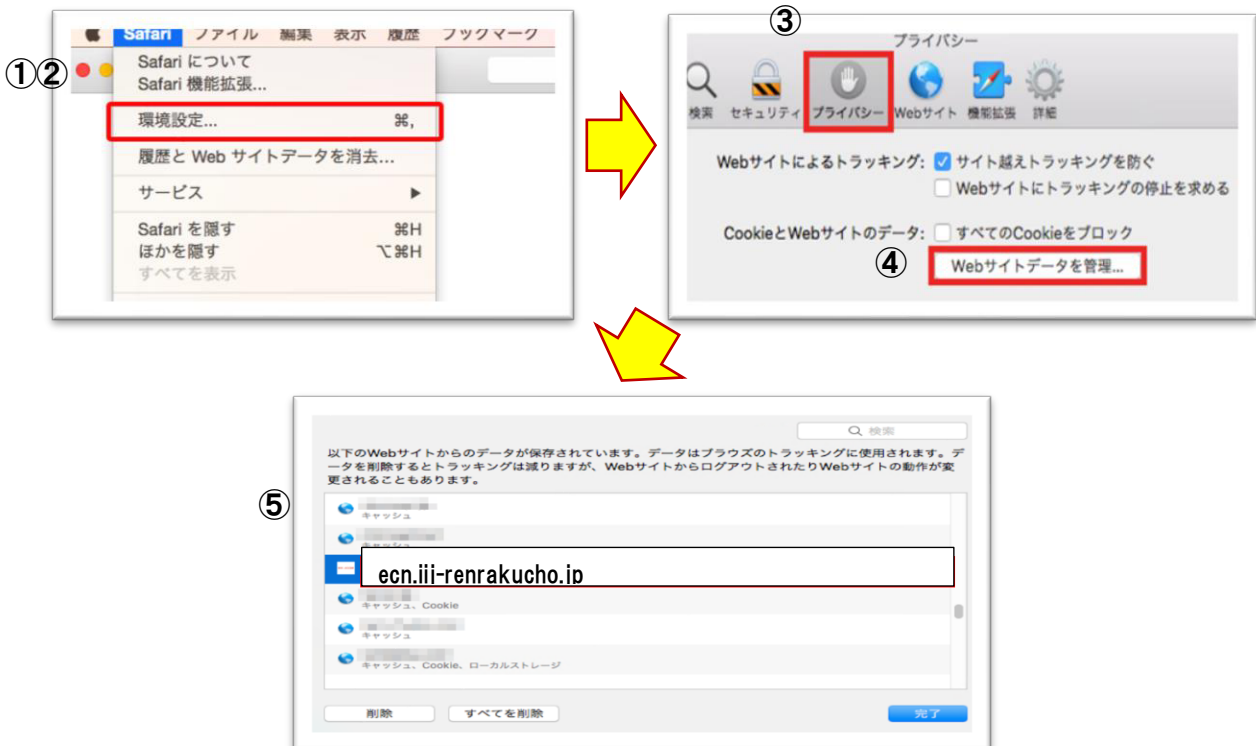 ①②
Safari ファイル 編集 表示 履歴 ブックマーク
Safari について
Safari 機能拡張...
環境設定... ⌘,
履歴と Web サイトデータを消去...
サービス ▶
Safari を隠す ⌘H
ほかを隠す ⌥⌘H
すべてを表示
③
プライバシー
検索 セキュリティ プライバシー Webサイト 機能拡張 詳細
Webサイトによるトラッキング: サイト越えトラッキングを防ぐ
Webサイトにトラッキングの停止を求める
CookieとWebサイトのデータ: すべてのCookieをブロック
④ Webサイトデータを管理...
⑤
検索
以下のWebサイトからのデータが保存されています。データはブラウズのトラッキングに使用されます。デ
ータを削除するとトラッキングは減りますが、WebサイトからログアウトされたりWebサイトの動作が変
更されることもあります。
キャッシュ
キャッシュ
ecn.iij-renrakucho.jp
キャッシュ、Cookie
キャッシュ
キャッシュ、Cookie、ローカルストレージ
削除 すべてを削除 完了